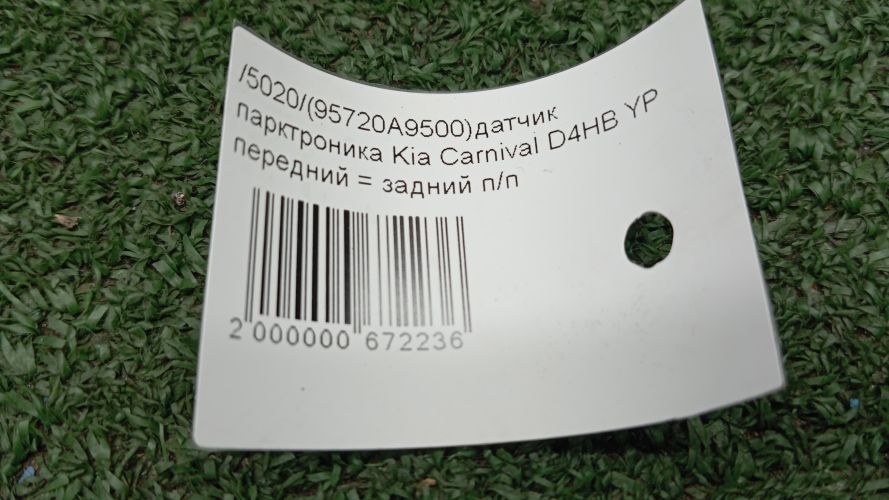 /5020/(95720A9500)датчик
парктроника Kia Carnival D4HB YP
передний = задний п/п
2 000000 672236